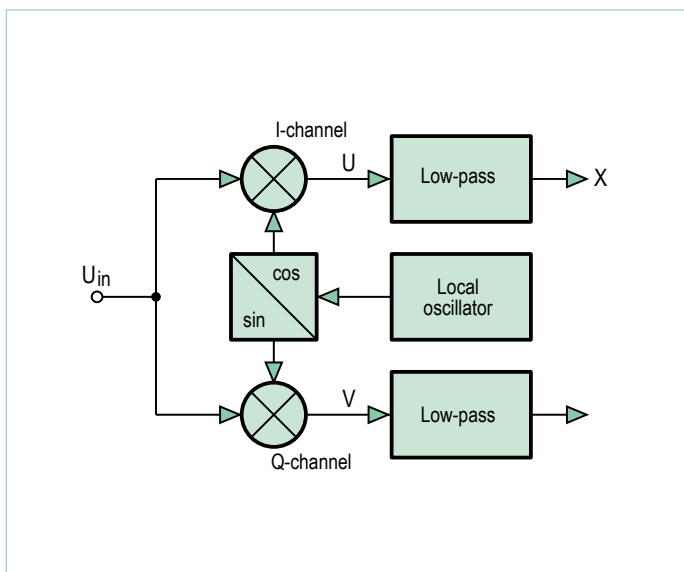 I-channel
U
Low-pass
X
cos
sin
Local
oscillator
Uin
V
Low-pass
Q-channel